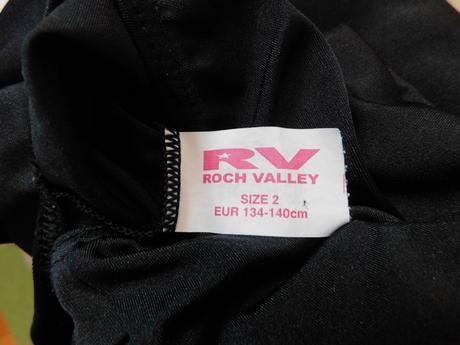 RV
ROCH VALLEY
SIZE 2
EUR 134-140cm